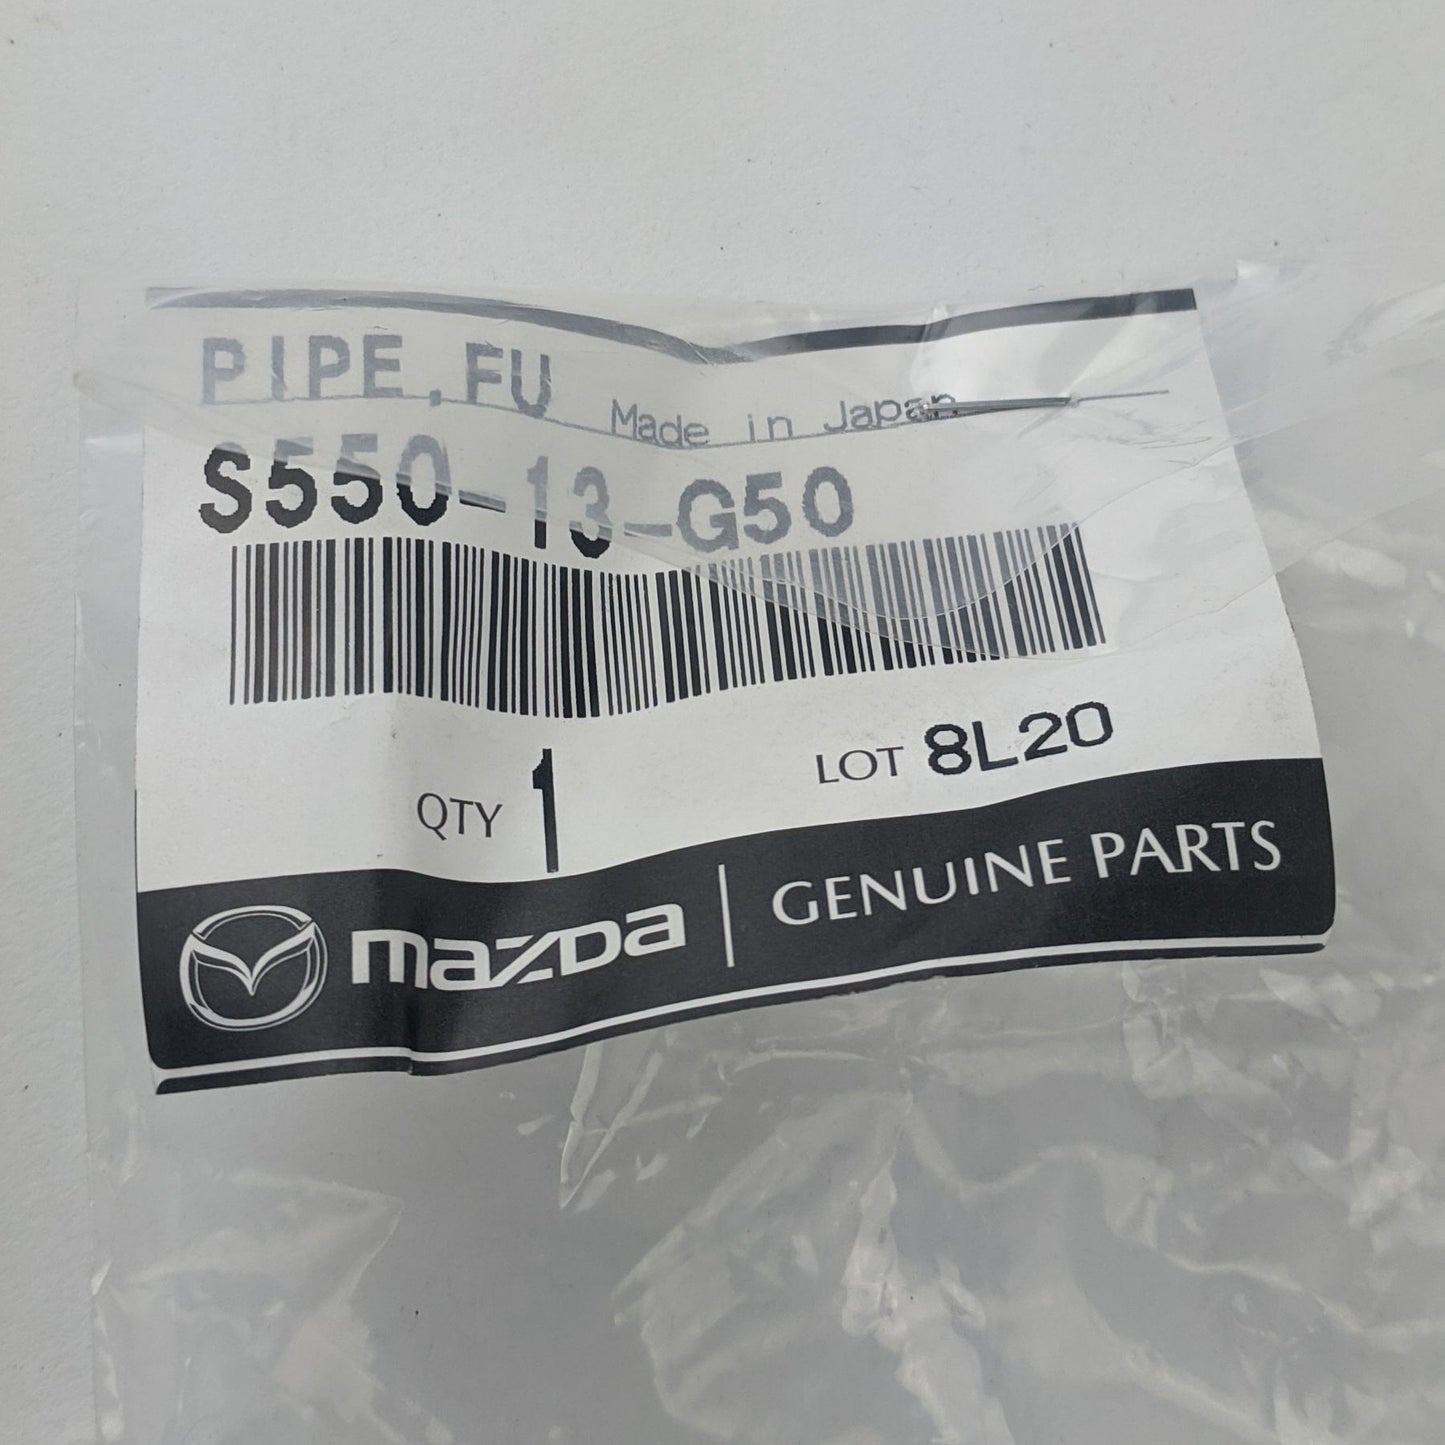 PIPE,FU
Made in Japan
S550-13-G50
QTY 1
LOT 8L20
mazda | GENUINE PARTS